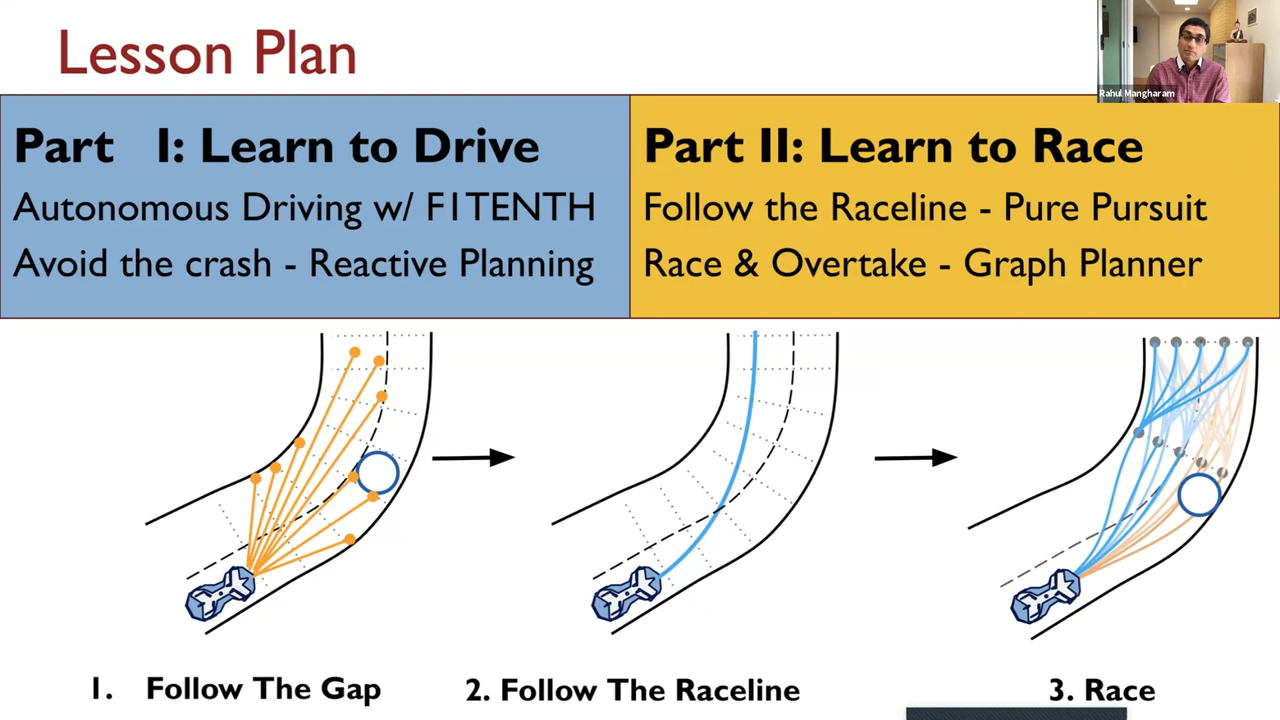 Lesson Plan
Rahul Mangharam
Part I: Learn to Drive
Autonomous Driving w/ F1TENTH
Avoid the crash - Reactive Planning
Part II: Learn to Race
Follow the Raceline - Pure Pursuit
Race & Overtake - Graph Planner
1. Follow The Gap
2. Follow The Raceline
3. Race